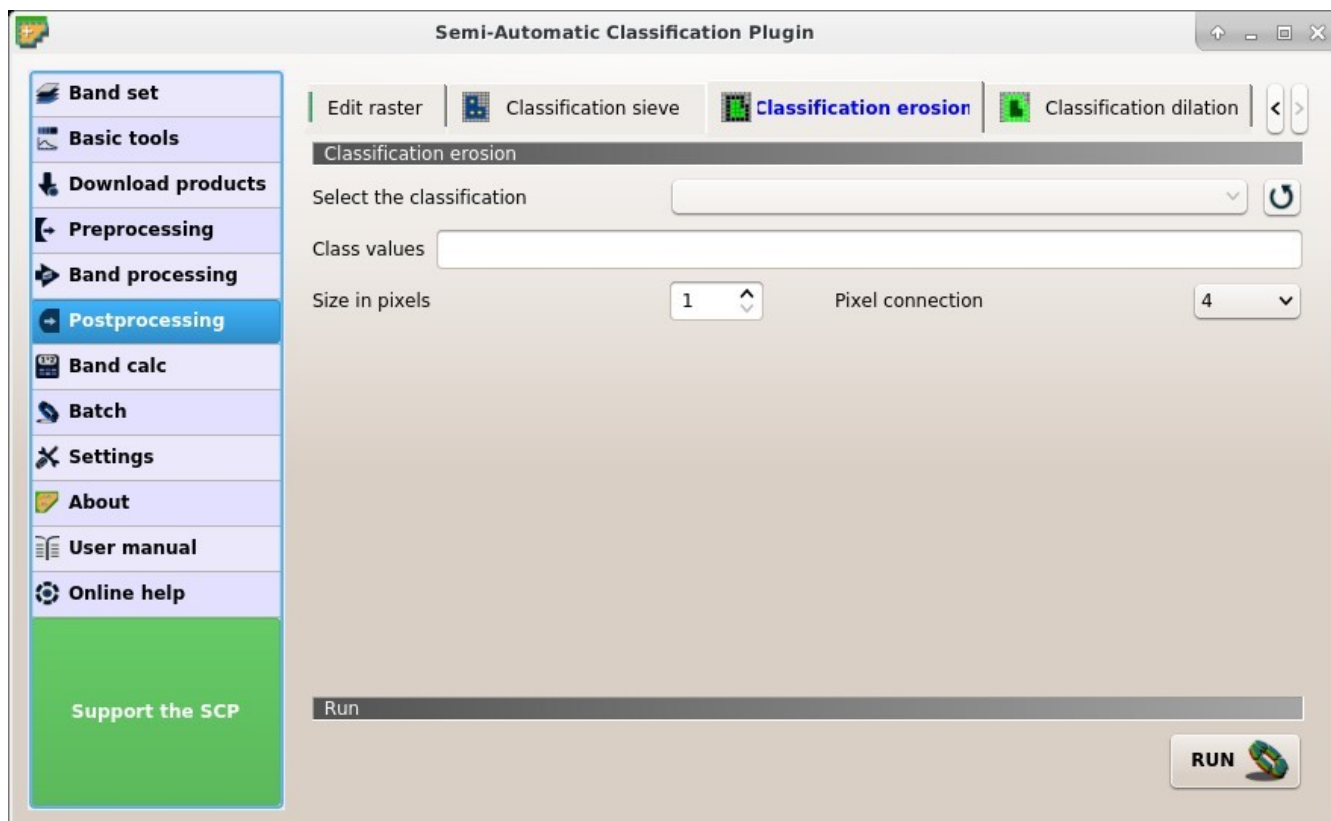 Semi-Automatic Classification Plugin
Band set
Basic tools
Download products
Preprocessing
Band processing
Postprocessing
Band calc
Batch
Settings
About
User manual
Online help
Support the SCP
Edit raster
Classification sieve
Classification erosion
Classification dilation
Classification erosion
Select the classification
Class values
Size in pixels 1 Pixel connection 4
Run
RUN